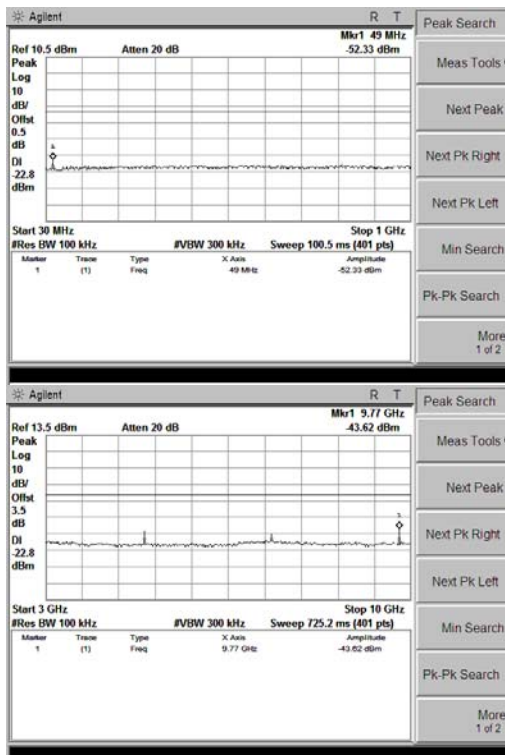 Agilent R T
Peak Search
Mkr1 49 MHz
Ref 10.5 dBm Atten 20 dB -52.33 dBm
Peak
Log
10
dB/
Offst
0.5
dB
DI
-22.8
dBm
Start 30 MHz Stop 1 GHz
#Res BW 100 kHz #VBW 300 kHz Sweep 100.5 ms (401 pts)
Marker Trace Type X Axis Amplitude
1 (1) Freq 49 MHz -52.33 dBm
Meas Tools
Next Peak
Next Pk Right
Next Pk Left
Min Search
Pk-Pk Search
More
1 of 2
Agilent R T
Peak Search
Mkr1 9.77 GHz
Ref 13.5 dBm Atten 20 dB -43.62 dBm
Peak
Log
10
dB/
Offst
3.5
dB
DI
-22.8
dBm
Start 3 GHz Stop 10 GHz
#Res BW 100 kHz #VBW 300 kHz Sweep 725.2 ms (401 pts)
Marker Trace Type X Axis Amplitude
1 (1) Freq 9.77 GHz -43.62 dBm
Meas Tools
Next Peak
Next Pk Right
Next Pk Left
Min Search
Pk-Pk Search
More
1 of 2